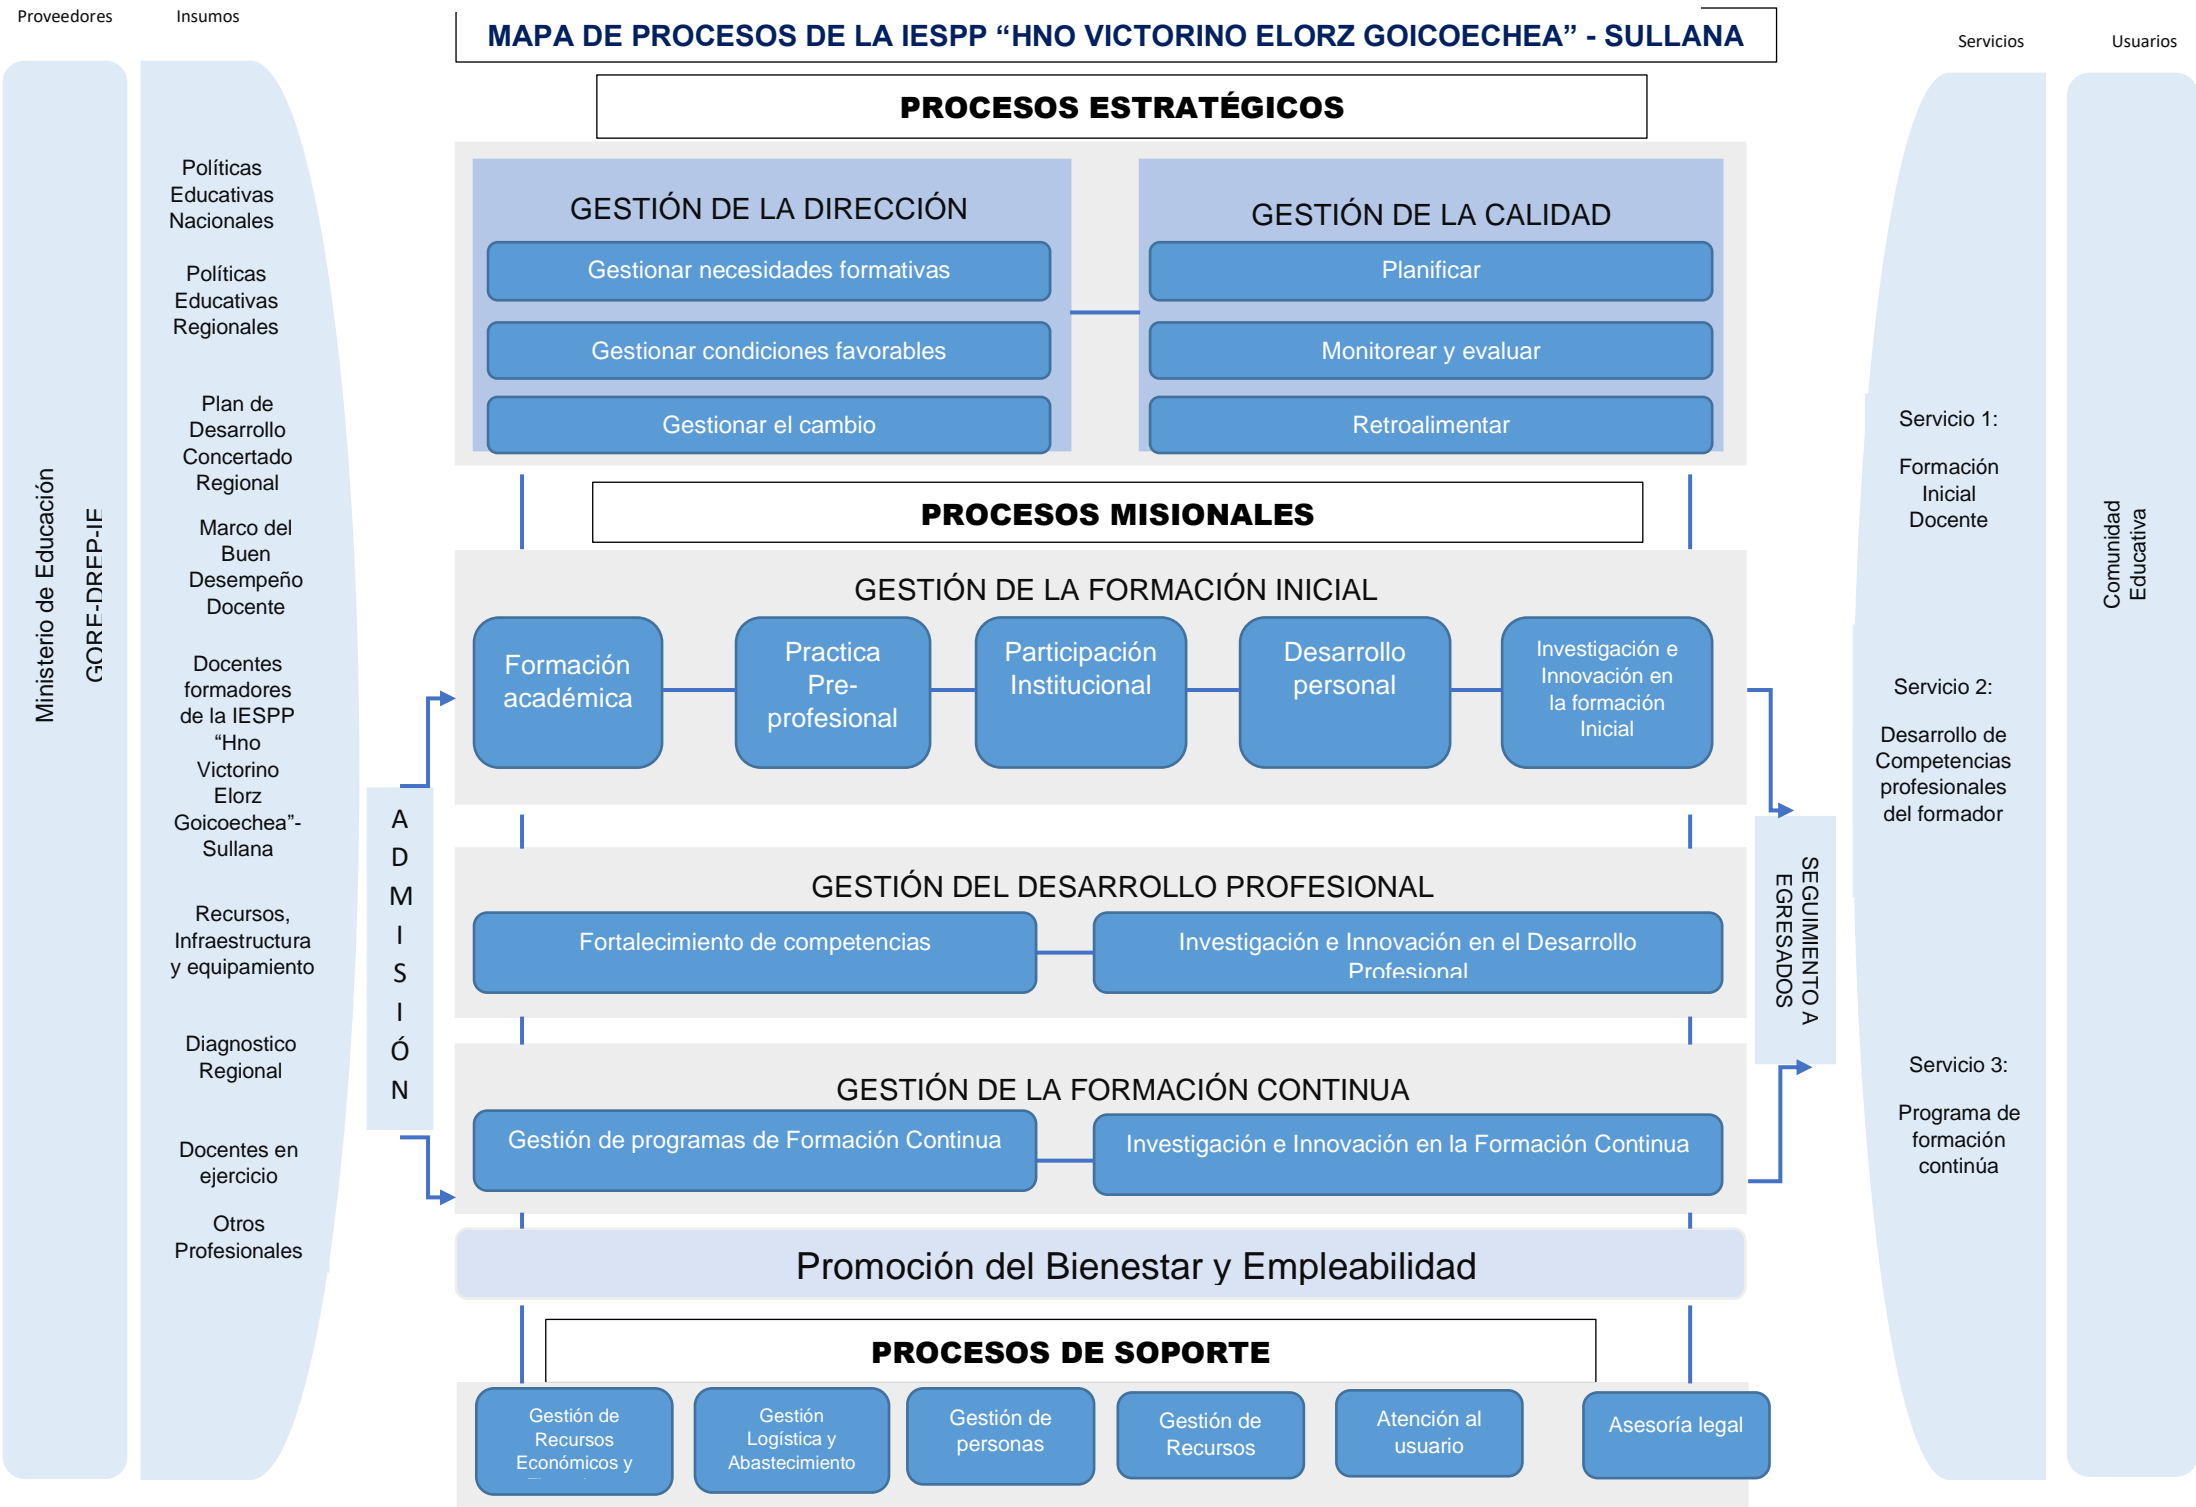 Proveedores
Insumos
MAPA DE PROCESOS DE LA IESPP “HNO VICTORINO ELORZ GOICOECHEA” - SULLANA
Servicios
Usuarios
Ministerio de Educación
GORE-DREP-IE
Políticas
Educativas
Nacionales
Políticas
Educativas
Regionales
Plan de
Desarrollo
Concertado
Regional
Marco del
Buen
Desempeño
Docente
Docentes
formadores
de la IESPP
“Hno
Victorino
Elorz
Goicoechea”-
Sullana
Recursos,
Infraestructura
y equipamiento
Diagnostico
Regional
Docentes en
ejercicio
Otros
Profesionales
A
D
M
I
S
I
Ó
N
PROCESOS ESTRATÉGICOS
GESTIÓN DE LA DIRECCIÓN
Gestionar necesidades formativas
Gestionar condiciones favorables
Gestionar el cambio
GESTIÓN DE LA CALIDAD
Planificar
Monitorear y evaluar
Retroalimentar
PROCESOS MISIONALES
GESTIÓN DE LA FORMACIÓN INICIAL
Formación
académica
Practica
Pre-
profesional
Participación
Institucional
Desarrollo
personal
Investigación e
Innovación en
la formación
Inicial
GESTIÓN DEL DESARROLLO PROFESIONAL
Fortalecimiento de competencias
Investigación e Innovación en el Desarrollo
Profesional
GESTIÓN DE LA FORMACIÓN CONTINUA
Gestión de programas de Formación Continua
Investigación e Innovación en la Formación Continua
Promoción del Bienestar y Empleabilidad
PROCESOS DE SOPORTE
Gestión de
Recursos
Económicos y
Gestión
Logística y
Abastecimiento
Gestión de
personas
Gestión de
Recursos
Atención al
usuario
Asesoría legal
SEGUIMIENTO A
EGRESADOS
Servicio 1:
Formación
Inicial
Docente
Servicio 2:
Desarrollo de
Competencias
profesionales
del formador
Servicio 3:
Programa de
formación
continúa
Comunidad
Educativa